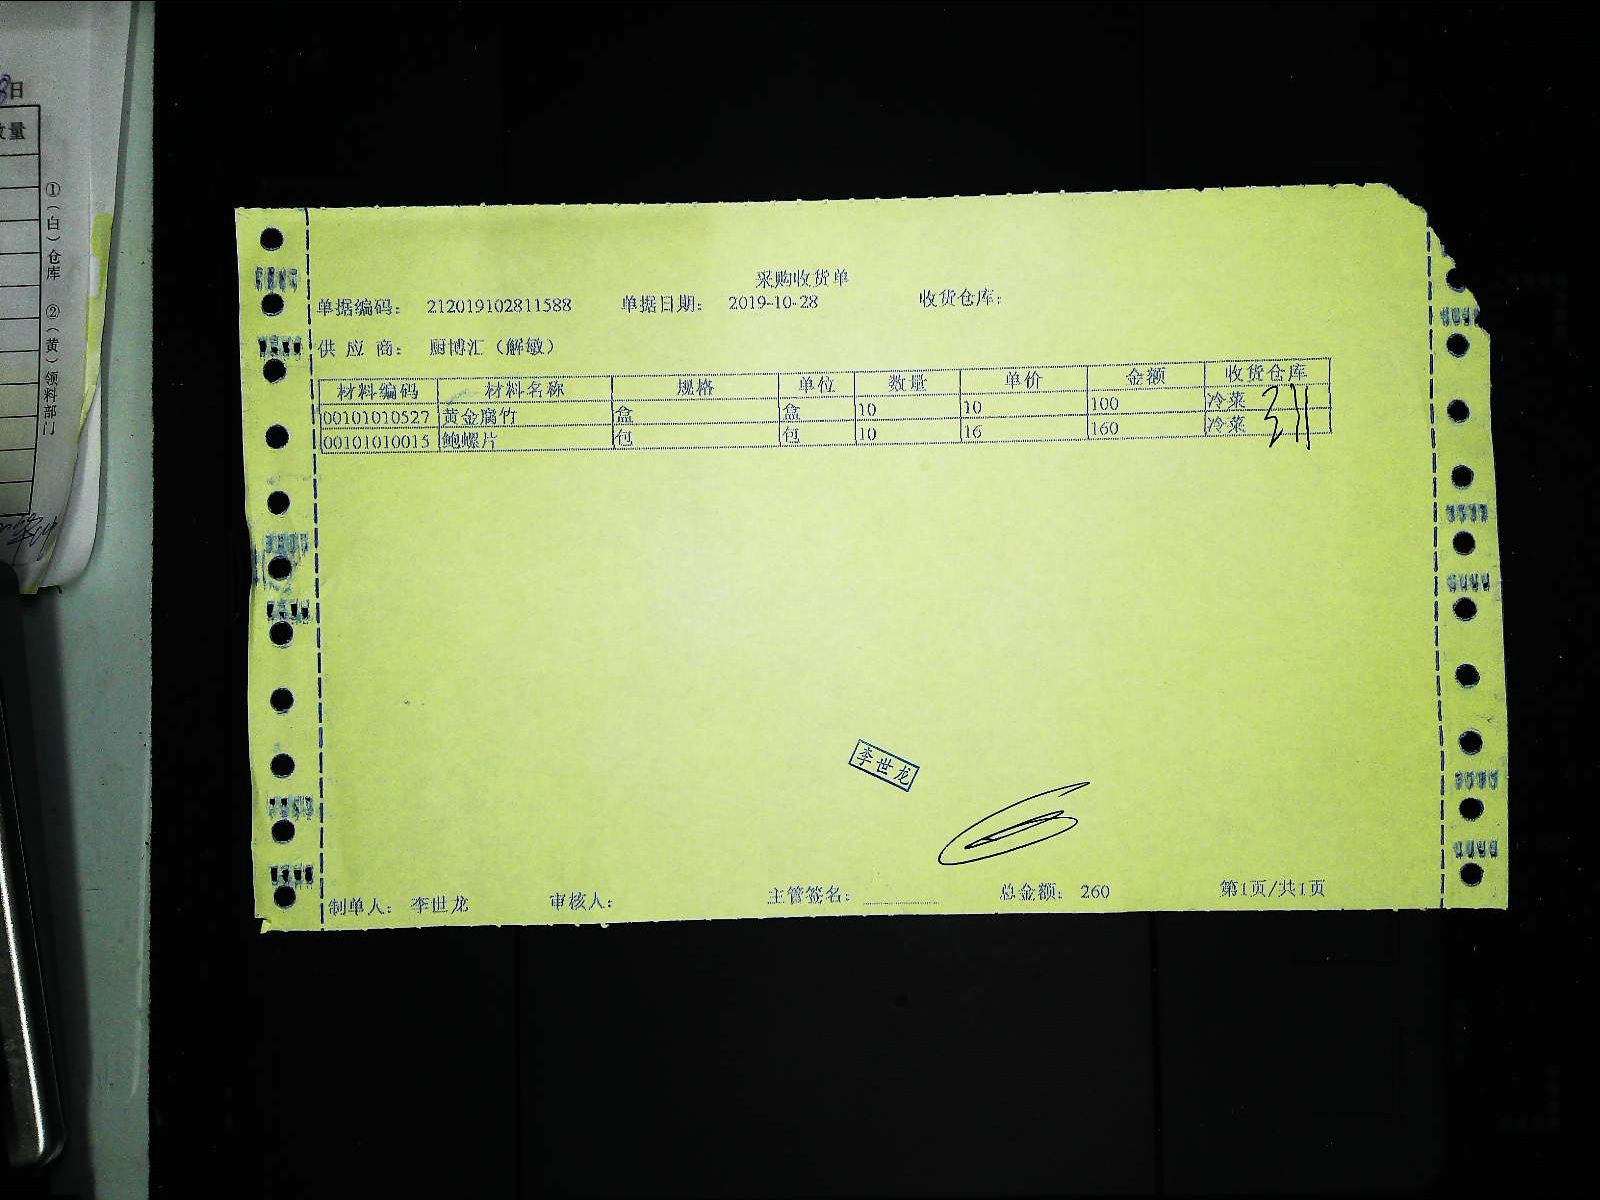 日
数量
①(白)仓库 ②(黄)领料部门
采购收货单
单据编码: 212019102811588 单据日期: 2019-10-28 收货仓库:
供 应 商: 厨博汇(解敏)
材料编码 材料名称 规格 单位 数量 单价 金额 收货仓库
00101010527 黄金腐竹 盒 盒 10 10 100 冷菜
00101010015 鲍螺片 包 包 10 16 160 冷菜
李世龙
制单人: 李世龙 审核人: 主管签名: 总金额: 260 第1页/共1页